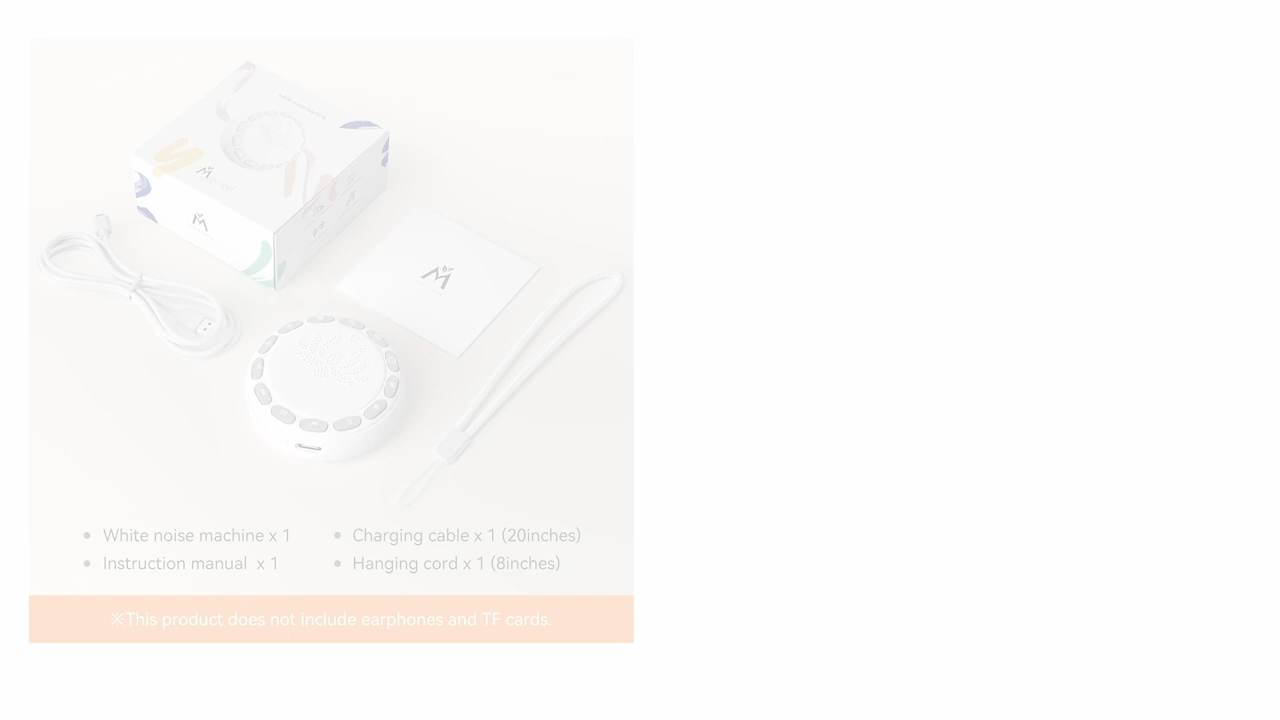 White noise machine x 1
Instruction manual x 1
Charging cable x 1 (20inches)
Hanging cord x 1 (8inches)
※This product does not include earphones and TF cards.